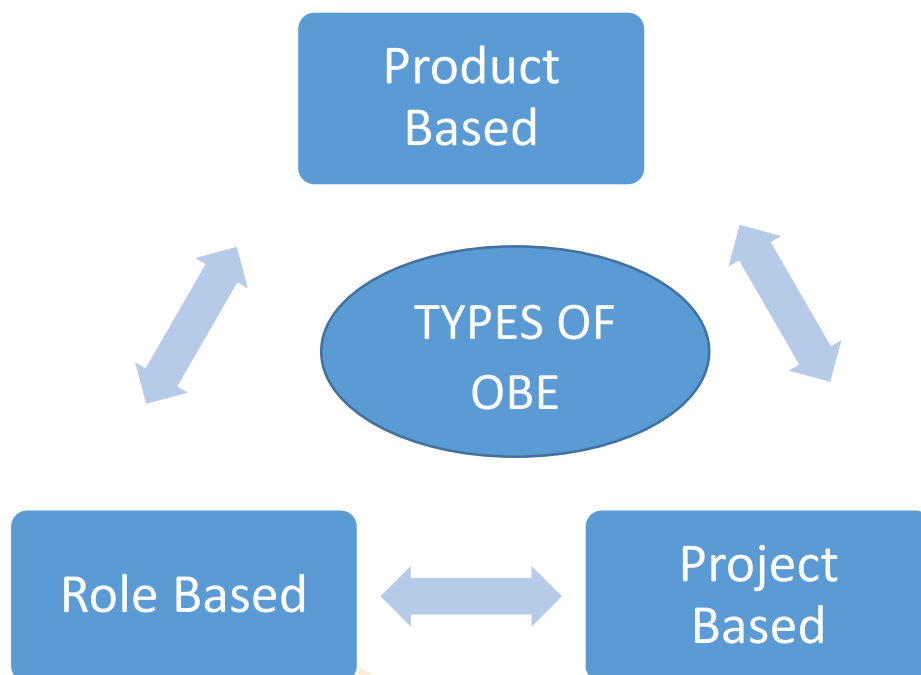 Product
Based
TYPES OF
OBE
Role Based
Project
Based